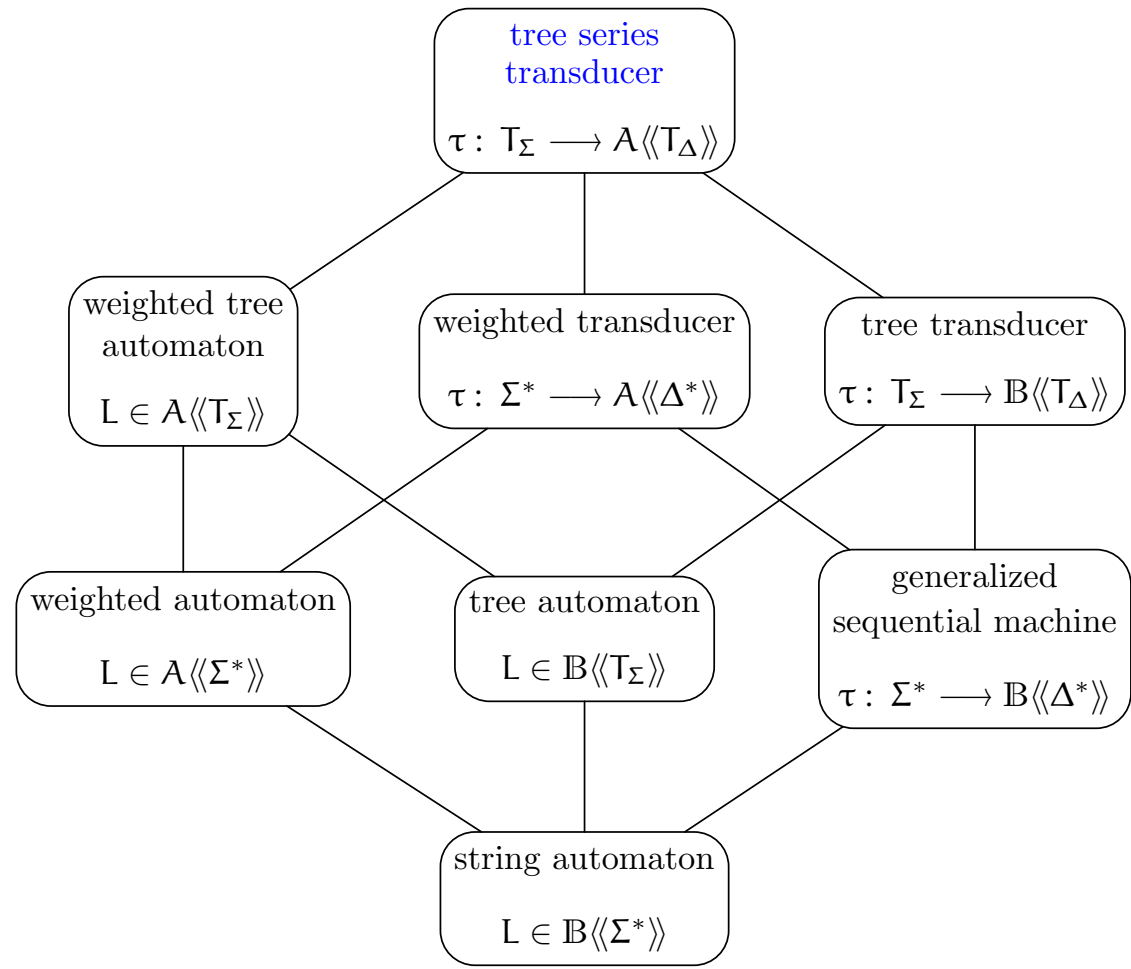 tree series
transducer
τ : T_Σ ⟶ A⟨⟨T_Δ⟩⟩
weighted tree
automaton
L ∈ A⟨⟨T_Σ⟩⟩
weighted transducer
τ : Σ* ⟶ A⟨⟨Δ*⟩⟩
tree transducer
τ : T_Σ ⟶ 𝔹⟨⟨T_Δ⟩⟩
weighted automaton
L ∈ A⟨⟨Σ*⟩⟩
tree automaton
L ∈ 𝔹⟨⟨T_Σ⟩⟩
generalized
sequential machine
τ : Σ* ⟶ 𝔹⟨⟨Δ*⟩⟩
string automaton
L ∈ 𝔹⟨⟨Σ*⟩⟩